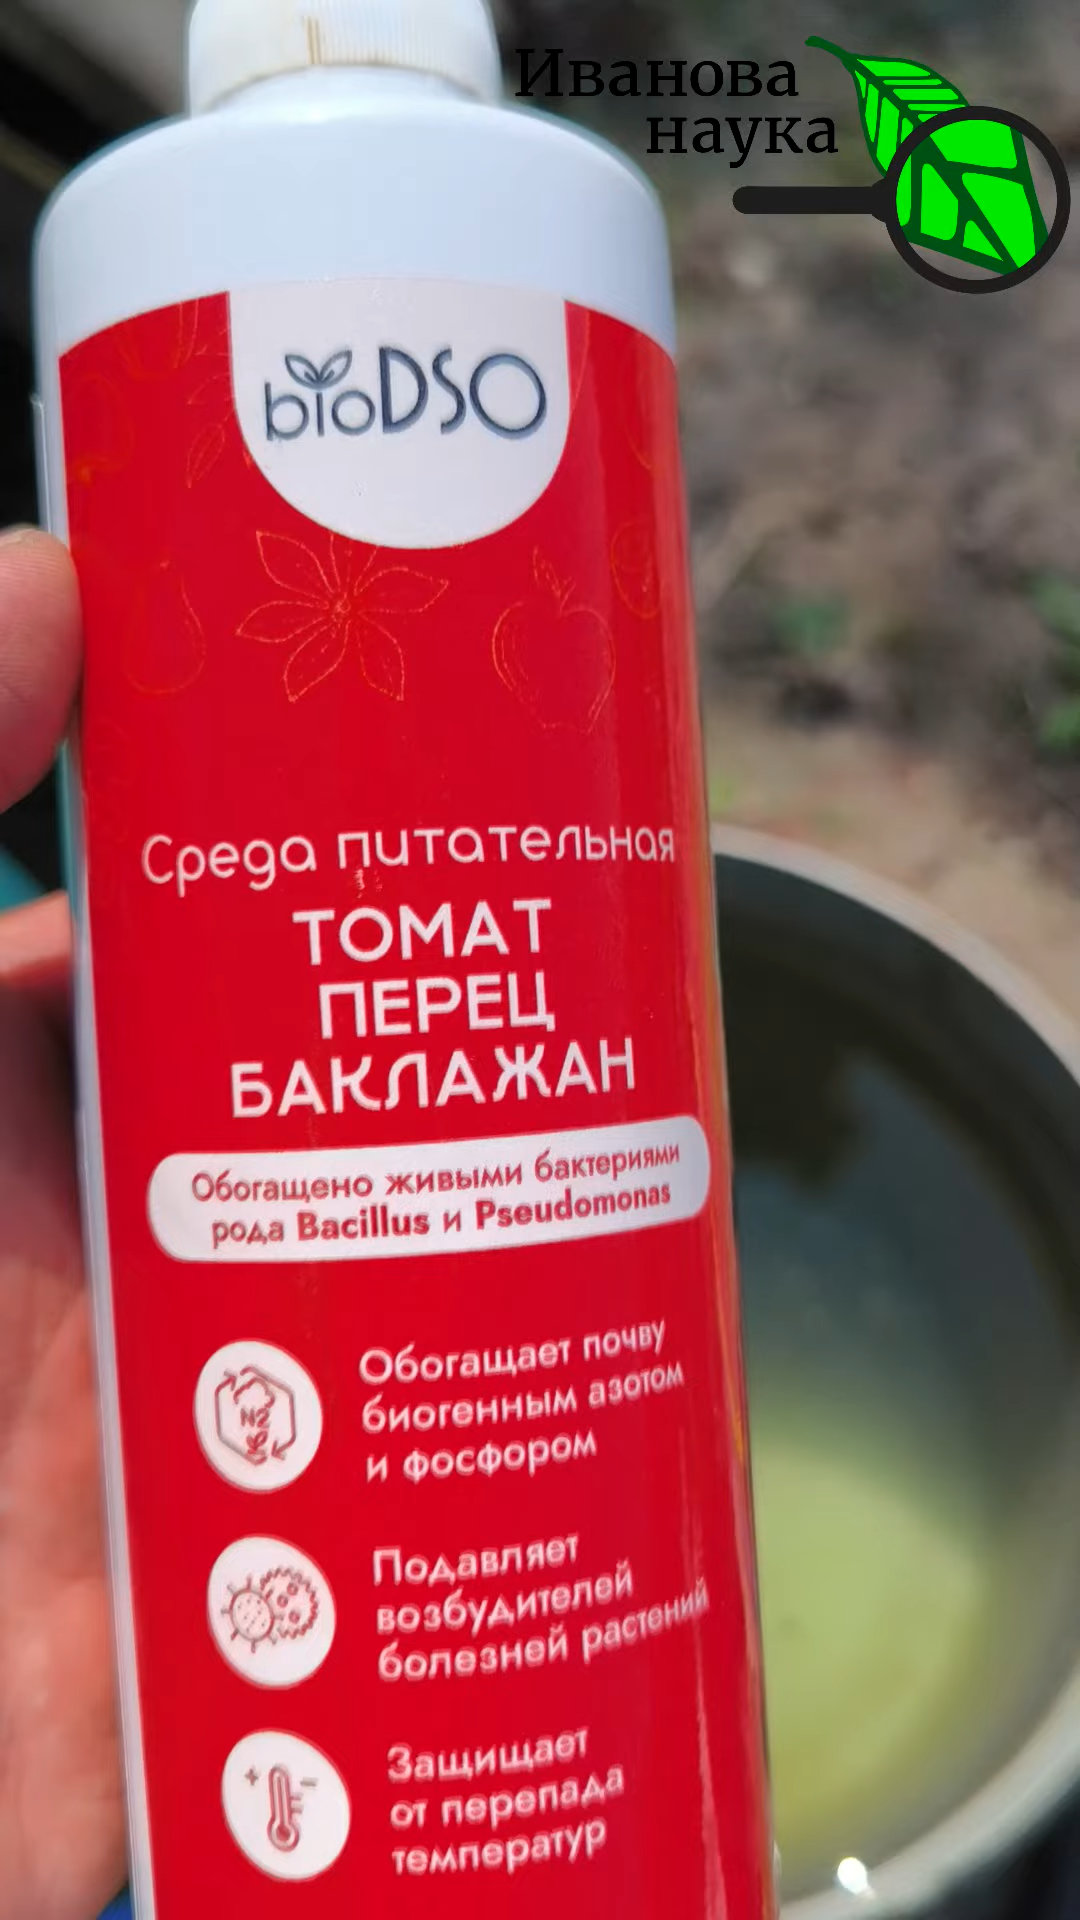 Иванова
наука
bioDSO
Среда питательная
ТОМАТ
ПЕРЕЦ
БАКЛАЖАН
Обогащено живыми бактериями
рода Bacillus и Pseudomonas
N2
Обогащает почву
биогенным азотом
и фосфором
Подавляет
возбудителей
болезней растений
+ −
Защищает
от перепада
температур